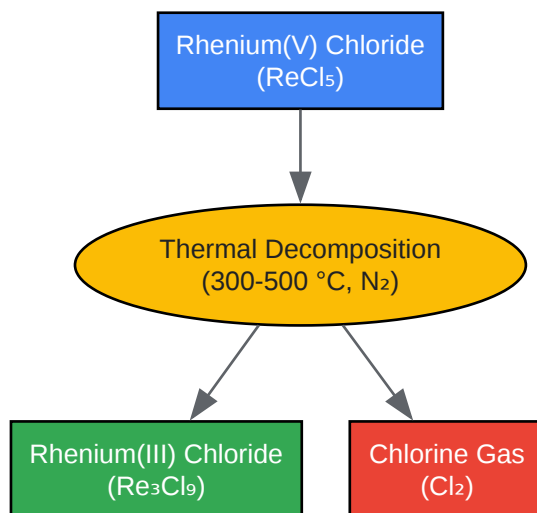 Rhenium(V) Chloride
(ReCl₅)
Thermal Decomposition
(300-500 °C, N₂)
Rhenium(III) Chloride
(Re₃Cl₉)
Chlorine Gas
(Cl₂)